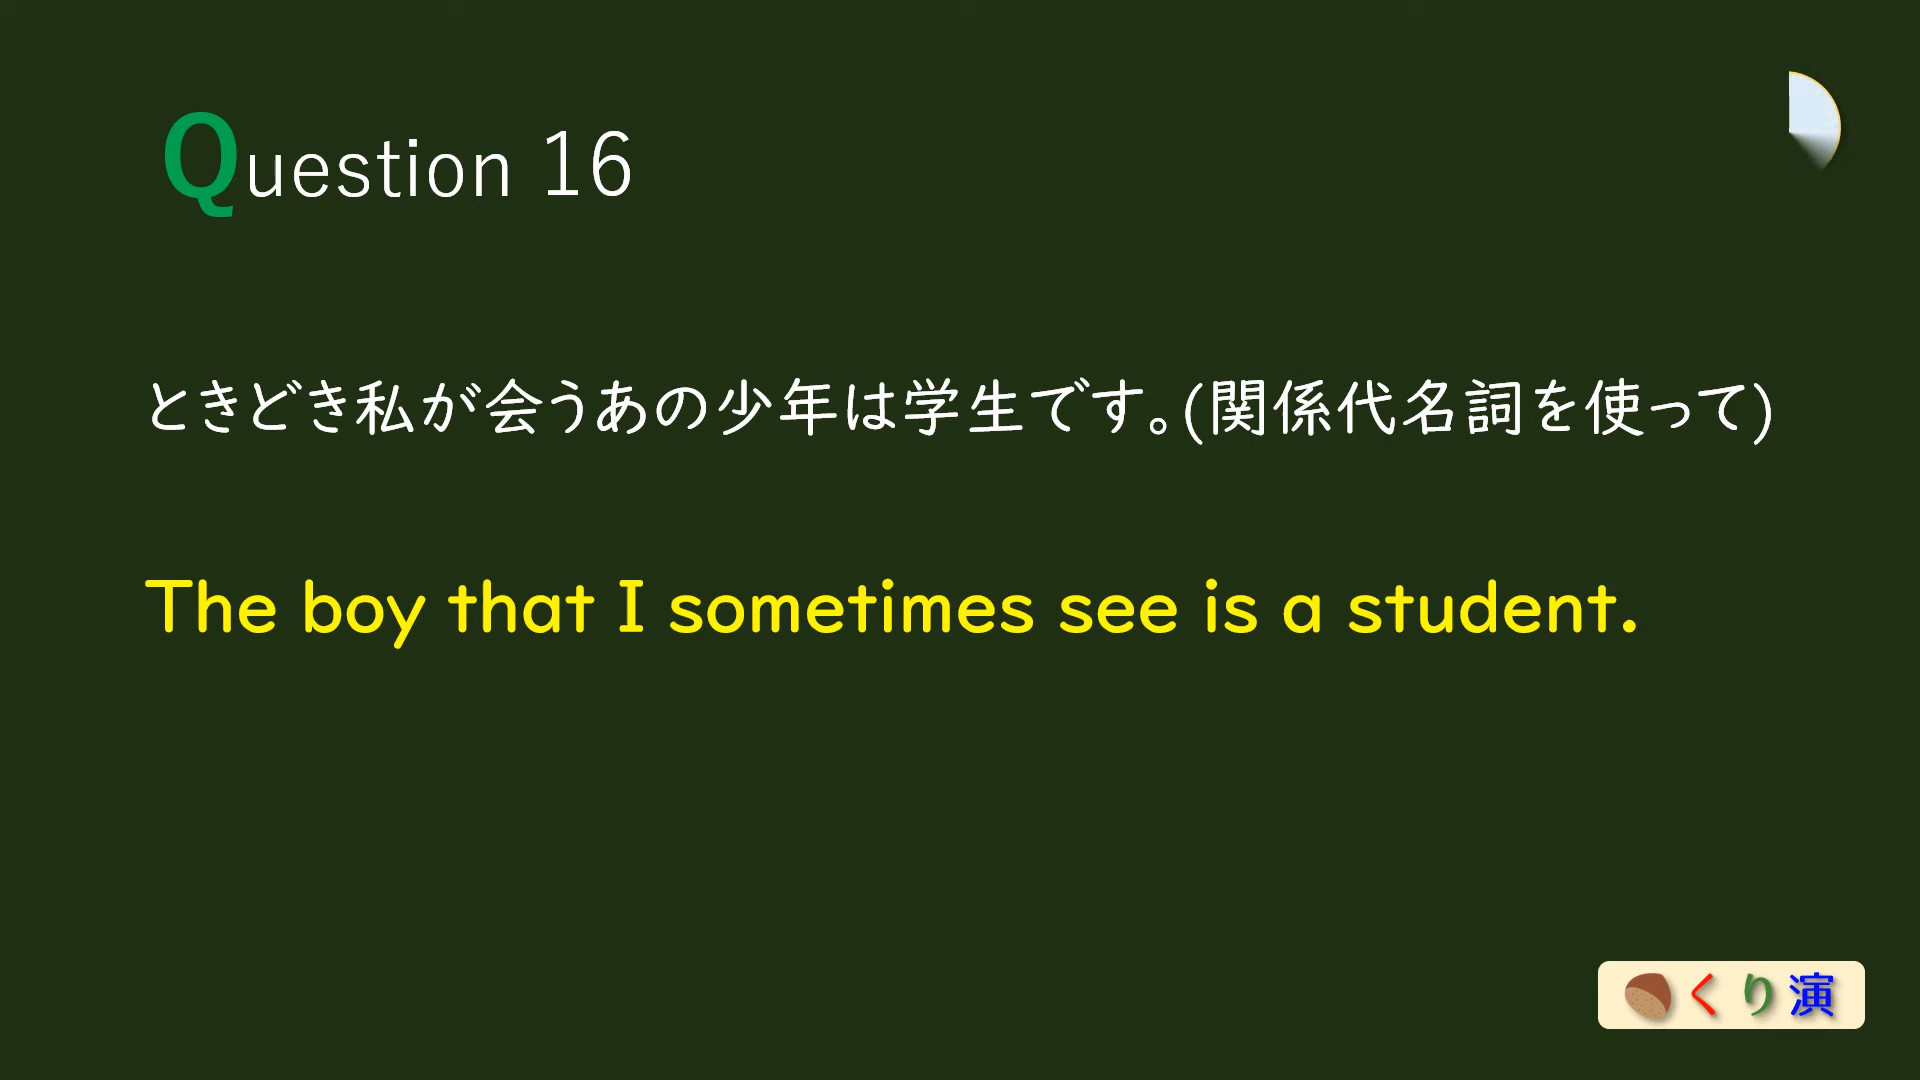 Question 16
ときどき私が会うあの少年は学生です。(関係代名詞を使って)
The boy that I sometimes see is a student.
くり演